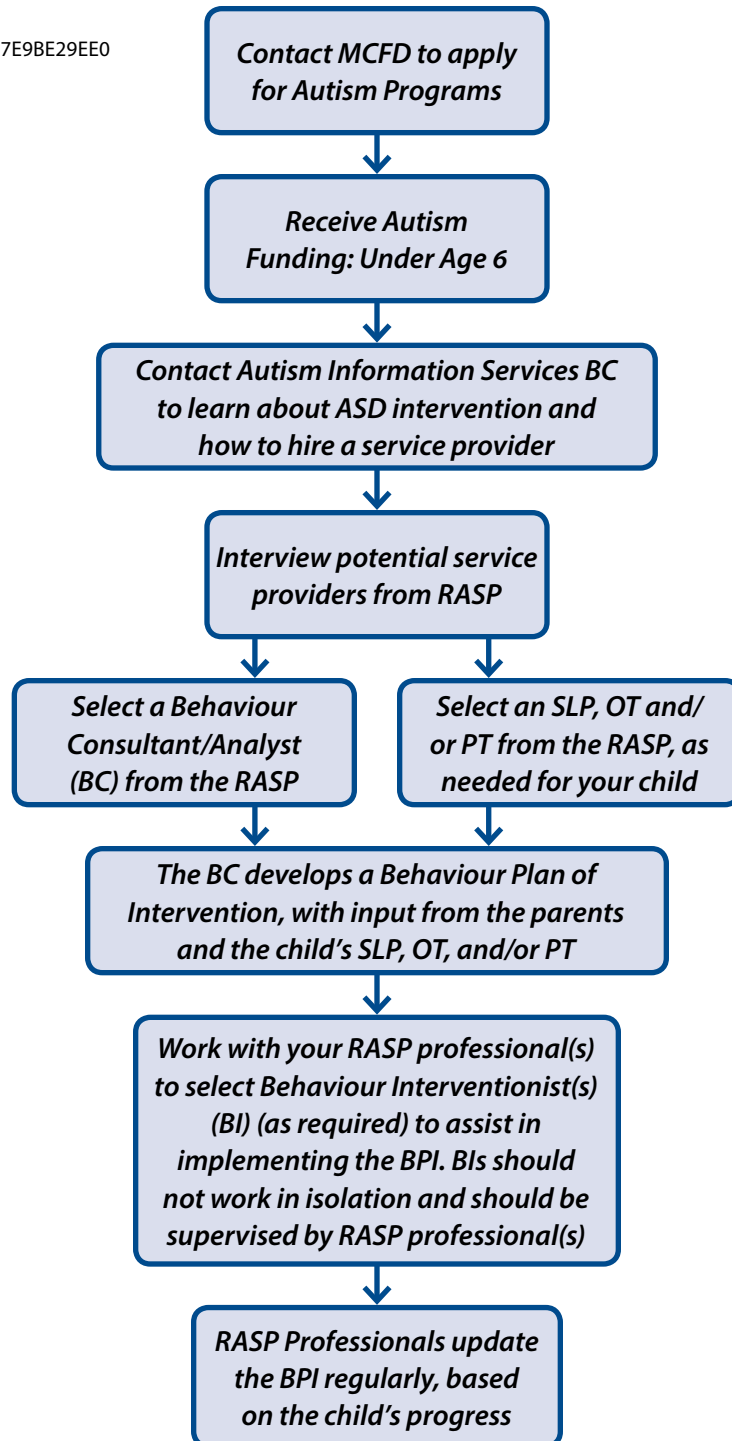 7E9BE29EE0
Contact MCFD to apply
for Autism Programs
Receive Autism
Funding: Under Age 6
Contact Autism Information Services BC
to learn about ASD intervention and
how to hire a service provider
Interview potential service
providers from RASP
Select a Behaviour
Consultant/Analyst
(BC) from the RASP
Select an SLP, OT and/
or PT from the RASP, as
needed for your child
The BC develops a Behaviour Plan of
Intervention, with input from the parents
and the child’s SLP, OT, and/or PT
Work with your RASP professional(s)
to select Behaviour Interventionist(s)
(BI) (as required) to assist in
implementing the BPI. BIs should
not work in isolation and should be
supervised by RASP professional(s)
RASP Professionals update
the BPI regularly, based
on the child’s progress